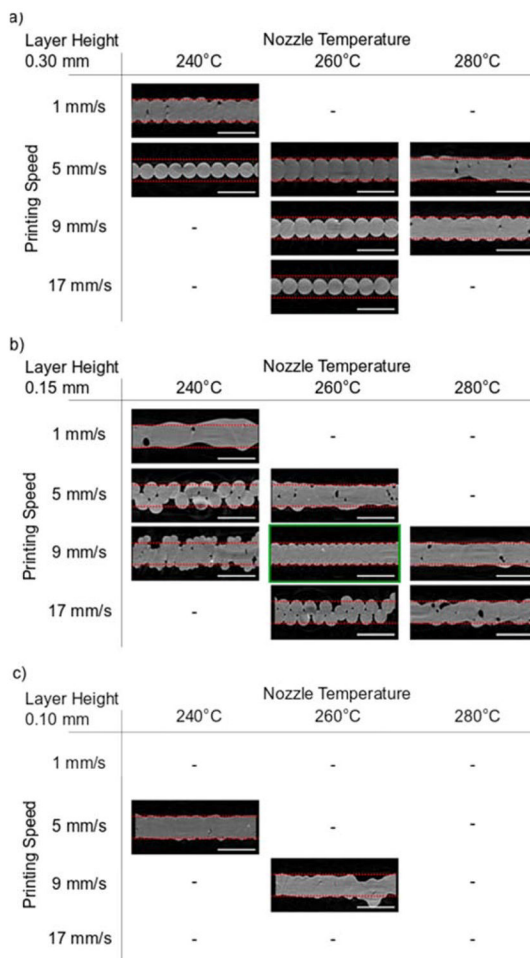 a)
Layer Height Nozzle Temperature
0.30 mm 240°C 260°C 280°C
Printing Speed
1 mm/s - -
5 mm/s
9 mm/s -
17 mm/s - -
b)
Layer Height Nozzle Temperature
0.15 mm 240°C 260°C 280°C
Printing Speed
1 mm/s - -
5 mm/s -
9 mm/s
17 mm/s -
c)
Layer Height Nozzle Temperature
0.10 mm 240°C 260°C 280°C
Printing Speed
1 mm/s - - -
5 mm/s - -
9 mm/s - -
17 mm/s - - -